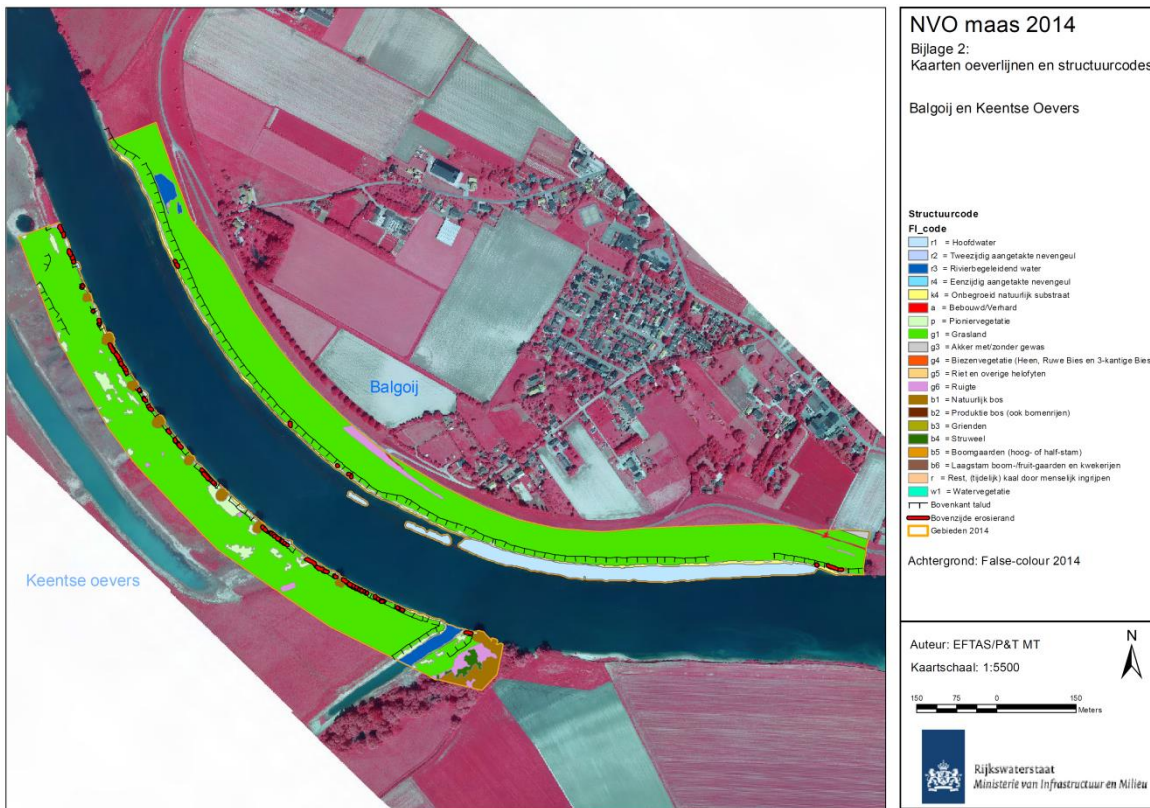 Balgoij
Keentse oevers
NVO maas 2014
Bijlage 2:
Kaarten oeverlijnen en structuurcodes
Balgoij en Keentse Oevers
Structuurcode
Fl_code
r1 = Hoofdwater
r2 = Tweezijdig aangetakte nevengeul
r3 = Rivierbegeleidend water
r4 = Eenzijdig aangetakte nevengeul
k4 = Onbegroeid natuurlijk substraat
a = Bebouwd/Verhard
p = Pioniervegetatie
g1 = Grasland
g3 = Akker met/zonder gewas
g4 = Biezenvegetatie (Heen, Ruwe Bies en 3-kantige Bies
g5 = Riet en overige helofyten
g6 = Ruigte
b1 = Natuurlijk bos
b2 = Produktie bos (ook bomenrijen)
b3 = Grienden
b4 = Struweel
b5 = Boomgaarden (hoog- of half-stam)
b6 = Laagstam boom-/fruit-gaarden en kwekerijen
r = Rest, (tijdelijk) kaal door menselijk ingrijpen
w1 = Watervegetatie
Bovenkant talud
Bovenzijde erosierand
Gebieden 2014
Achtergrond: False-colour 2014
Auteur: EFTAS/P&T MT
Kaartschaal: 1:5500
N
150 75 0 150
Meters
Rijkswaterstaat
Ministerie van Infrastructuur en Milieu